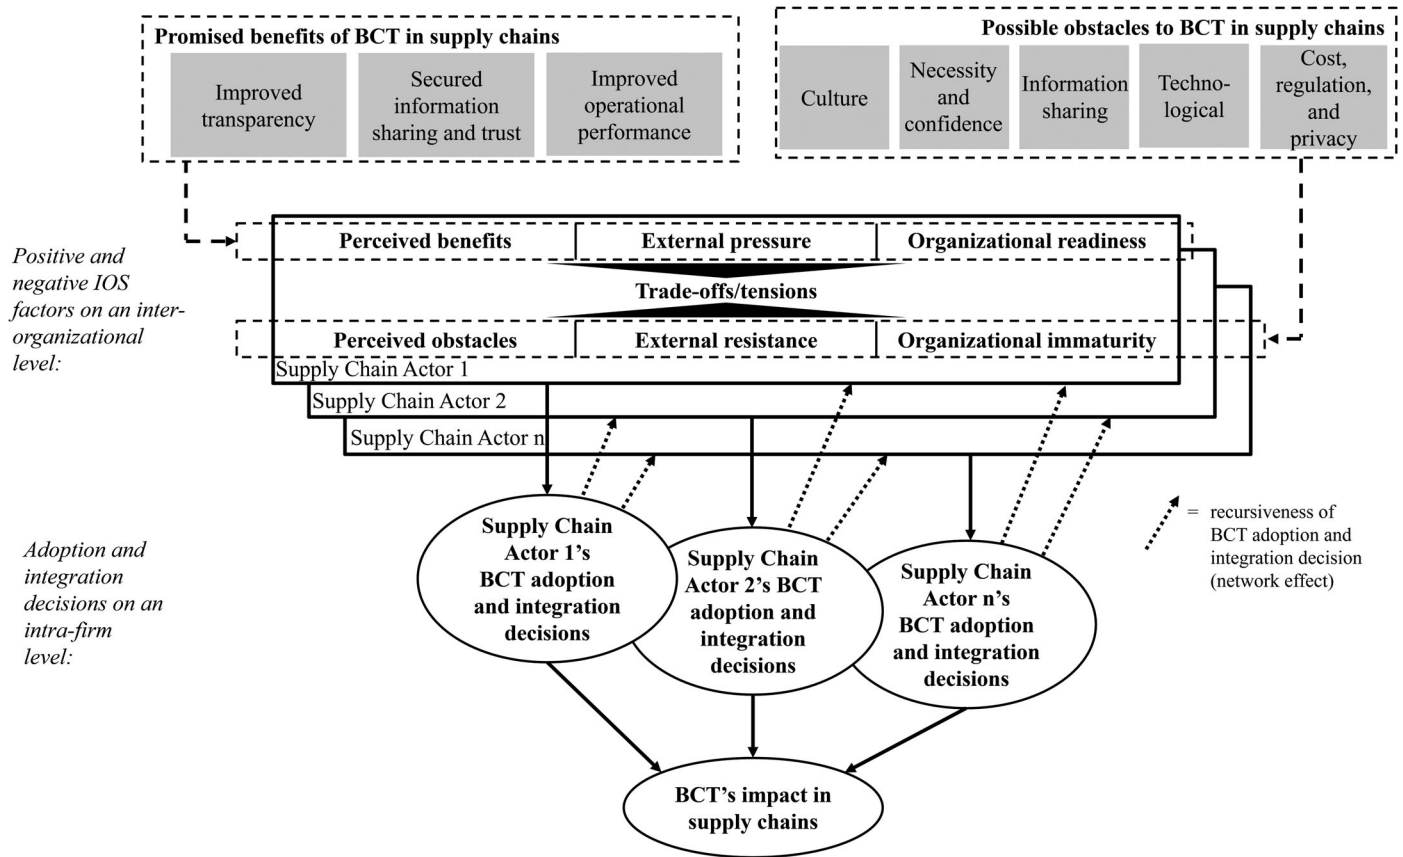 Promised benefits of BCT in supply chains
Improved
transparency
Secured
information
sharing and trust
Improved
operational
performance
Possible obstacles to BCT in supply chains
Culture
Necessity
and
confidence
Information
sharing
Techno-
logical
Cost,
regulation,
and
privacy
Positive and
negative IOS
factors on an inter-
organizational
level:
Perceived benefits
External pressure
Organizational readiness
Trade-offs/tensions
Perceived obstacles
External resistance
Organizational immaturity
Supply Chain Actor 1
Supply Chain Actor 2
Supply Chain Actor n
Adoption and
integration
decisions on an
intra-firm
level:
Supply Chain
Actor 1’s
BCT adoption
and integration
decisions
Supply Chain
Actor 2’s BCT
adoption and
integration
decisions
Supply Chain
Actor n’s
BCT adoption
and integration
decisions
= recursiveness of
BCT adoption and
integration decision
(network effect)
BCT’s impact in
supply chains